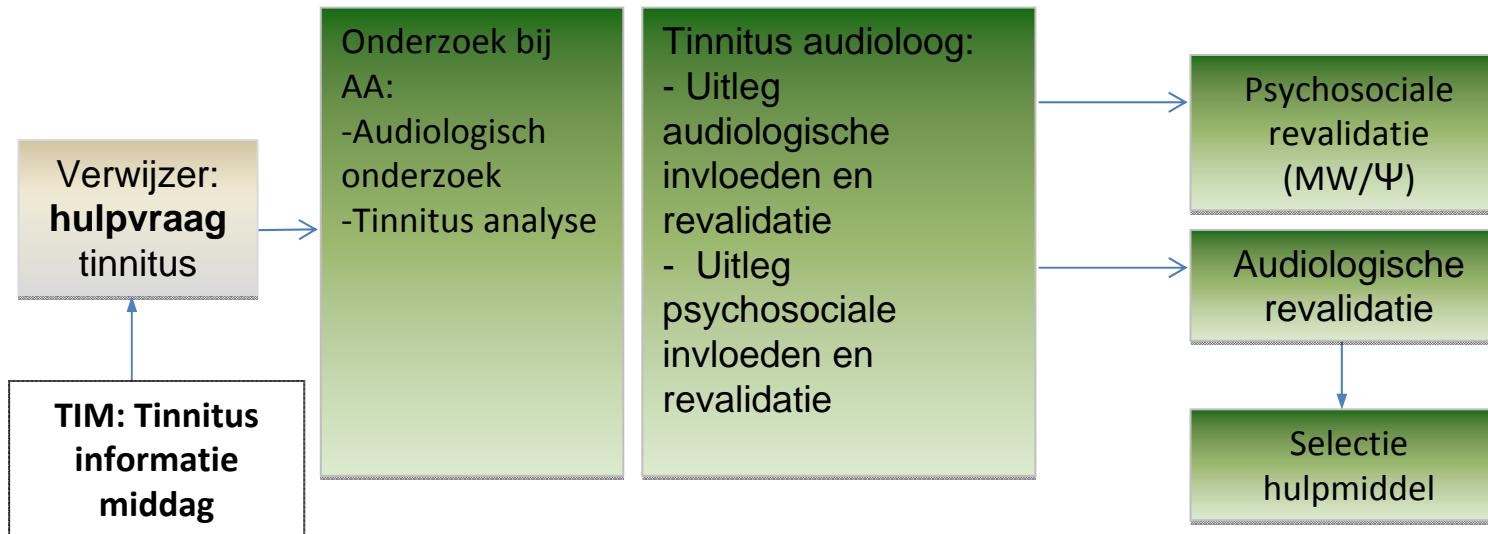 Verwijzer:
hulpvraag
tinnitus
TIM: Tinnitus
informatie
middag
Onderzoek bij
AA:
-Audiologisch
onderzoek
-Tinnitus analyse
Tinnitus audioloog:
- Uitleg
audiologische
invloeden en
revalidatie
- Uitleg
psychosociale
invloeden en
revalidatie
Psychosociale
revalidatie
(MW/Ψ)
Audiologische
revalidatie
Selectie
hulpmiddel